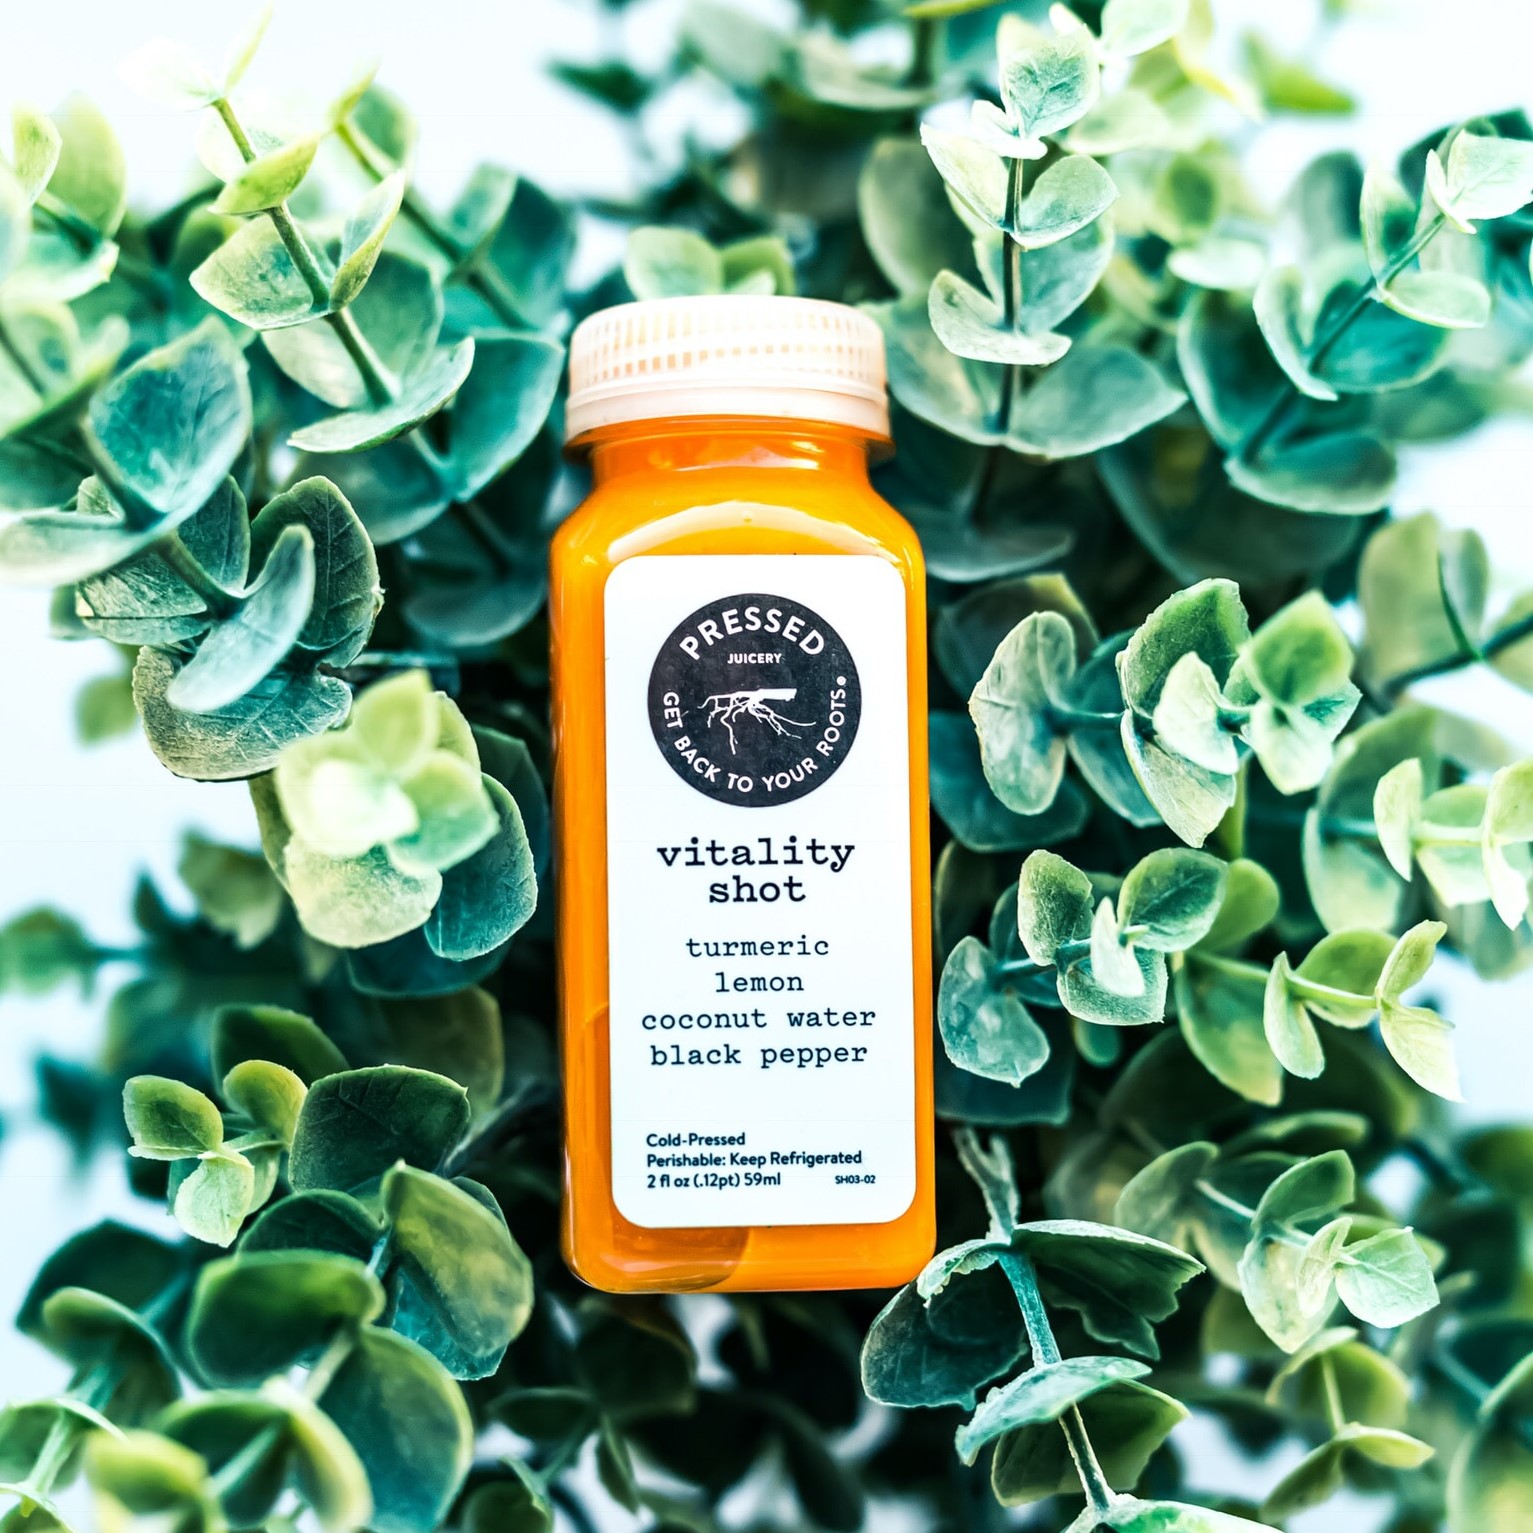 PRESSED
JUICERY
GET BACK TO YOUR ROOTS.
vitality
shot
turmeric
lemon
coconut water
black pepper
Cold-Pressed
Perishable: Keep Refrigerated
2 fl oz (.12pt) 59ml SH03-02